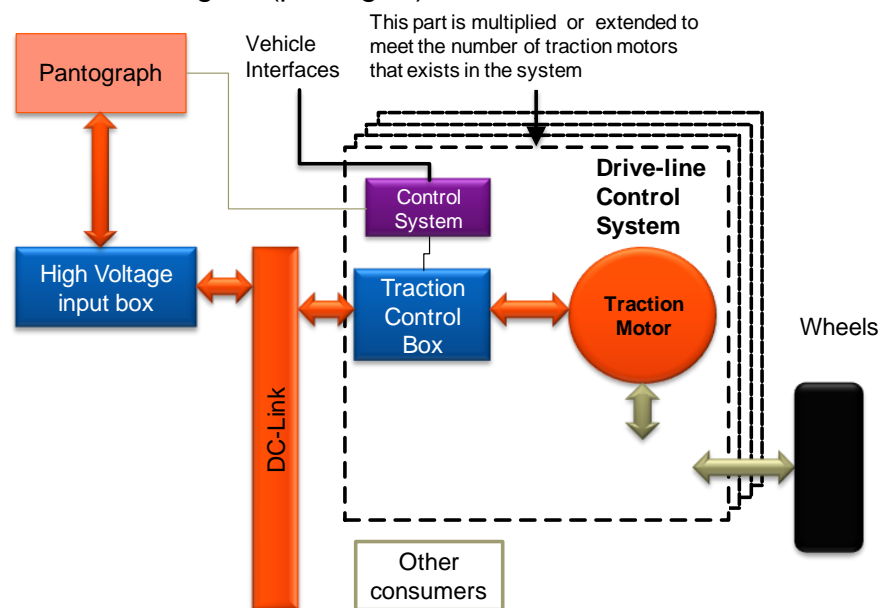 This part is multiplied or extended to
meet the number of traction motors
that exists in the system
Vehicle
Interfaces
Pantograph
Drive-line
Control
System
Control
System
High Voltage
input box
Traction
Control
Box
Traction
Motor
Wheels
DC-Link
Other
consumers